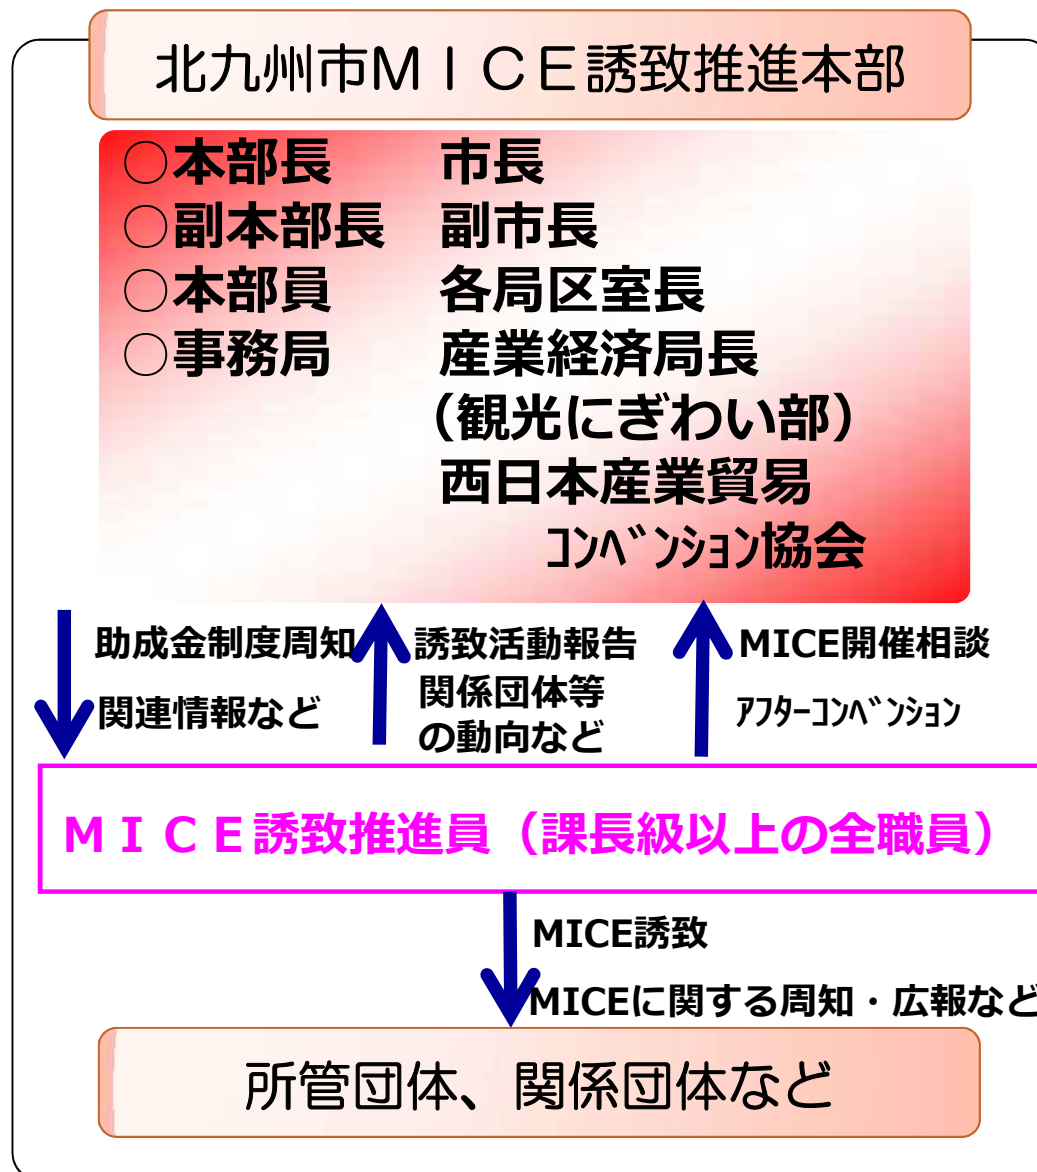 北九州市MICE誘致推進本部
○本部長 市長
○副本部長 副市長
○本部員 各局区室長
○事務局 産業経済局長
（観光にぎわい部）
西日本産業貿易
ｺﾝﾍﾞﾝｼｮﾝ協会
助成金制度周知
関連情報など
誘致活動報告
関係団体等
の動向など
MICE開催相談
ｱﾌﾀｰｺﾝﾍﾞﾝｼｮﾝ
ＭＩＣＥ誘致推進員（課長級以上の全職員）
MICE誘致
MICEに関する周知・広報など
所管団体、関係団体など